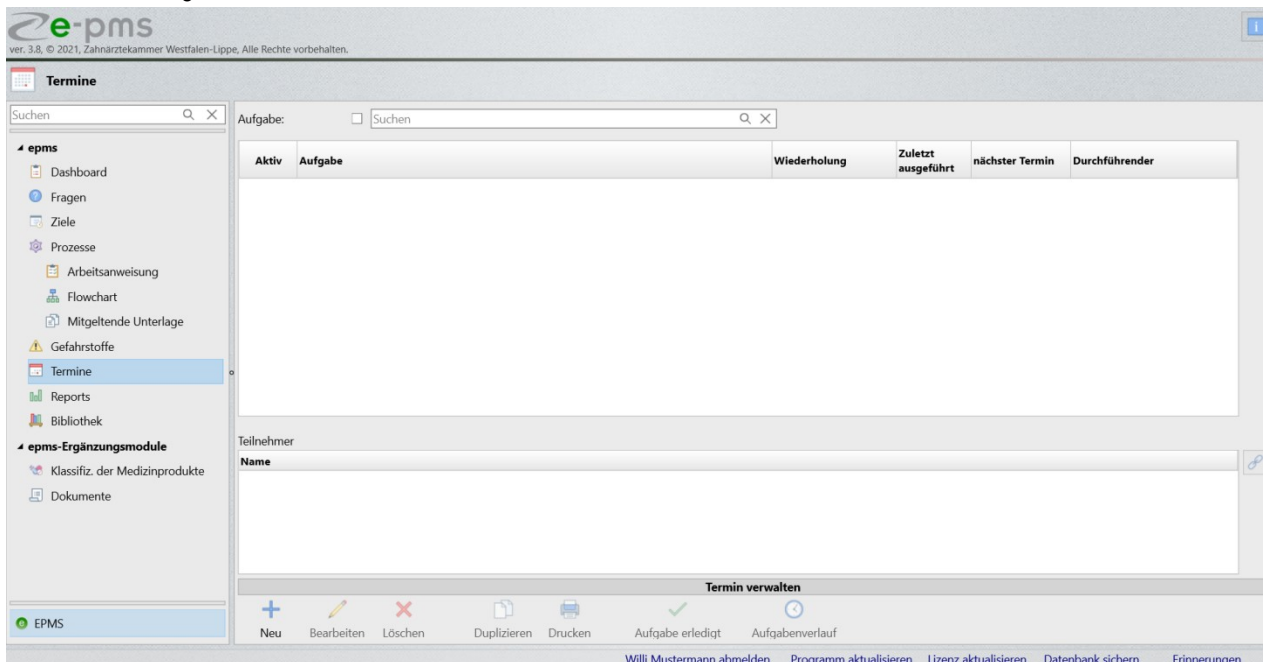 e-pms
ver. 3.8, © 2021, Zahnärztekammer Westfalen-Lippe, Alle Rechte vorbehalten.
Termine
Suchen
Aufgabe:
Suchen
epms
Dashboard
Fragen
Ziele
Prozesse
Arbeitsanweisung
Flowchart
Mitgeltende Unterlage
Gefahrstoffe
Termine
Reports
Bibliothek
epms-Ergänzungsmodule
Klassifiz. der Medizinprodukte
Dokumente
EPMS
Aktiv Aufgabe Wiederholung Zuletzt ausgeführt nächster Termin Durchführender
Teilnehmer
Name
Termin verwalten
Neu Bearbeiten Löschen Duplizieren Drucken Aufgabe erledigt Aufgabenverlauf
Willi Mustermann abmelden Programm aktualisieren Lizenz aktualisieren Datenbank sichern Erinnerungen